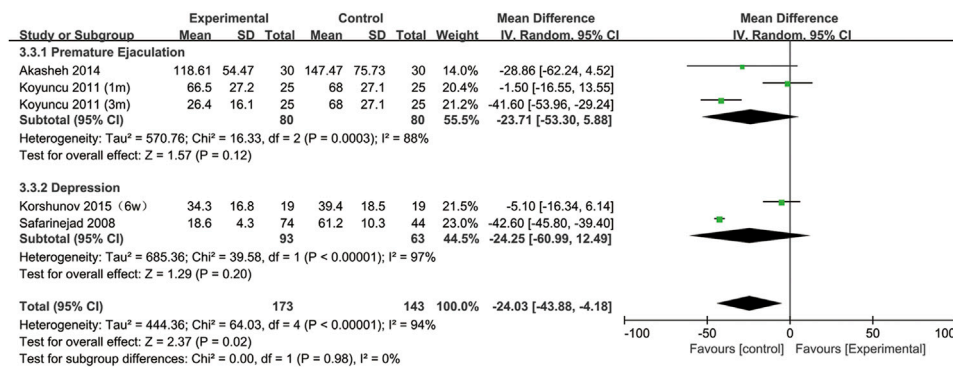 Experimental Control Mean Difference Mean Difference
Study or Subgroup Mean SD Total Mean SD Total Weight IV. Random. 95% CI IV. Random. 95% CI
3.3.1 Premature Ejaculation
Akasheh 2014 118.61 54.47 30 147.47 75.73 30 14.0% -28.86 [-62.24, 4.52]
Koyuncu 2011 (1m) 66.5 27.2 25 68 27.1 25 20.4% -1.50 [-16.55, 13.55]
Koyuncu 2011 (3m) 26.4 16.1 25 68 27.1 25 21.2% -41.60 [-53.96, -29.24]
Subtotal (95% CI) 80 80 55.5% -23.71 [-53.30, 5.88]
Heterogeneity: Tau² = 570.76; Chi² = 16.33, df = 2 (P = 0.0003); I² = 88%
Test for overall effect: Z = 1.57 (P = 0.12)
3.3.2 Depression
Korshunov 2015（6w） 34.3 16.8 19 39.4 18.5 19 21.5% -5.10 [-16.34, 6.14]
Safarinejad 2008 18.6 4.3 74 61.2 10.3 44 23.0% -42.60 [-45.80, -39.40]
Subtotal (95% CI) 93 63 44.5% -24.25 [-60.99, 12.49]
Heterogeneity: Tau² = 685.36; Chi² = 39.58, df = 1 (P < 0.00001); I² = 97%
Test for overall effect: Z = 1.29 (P = 0.20)
Total (95% CI) 173 143 100.0% -24.03 [-43.88, -4.18]
Heterogeneity: Tau² = 444.36; Chi² = 64.03, df = 4 (P < 0.00001); I² = 94%
Test for overall effect: Z = 2.37 (P = 0.02)
Test for subgroup differences: Chi² = 0.00, df = 1 (P = 0.98), I² = 0%
-100 -50 0 50 100
Favours [control] Favours [Experimental]